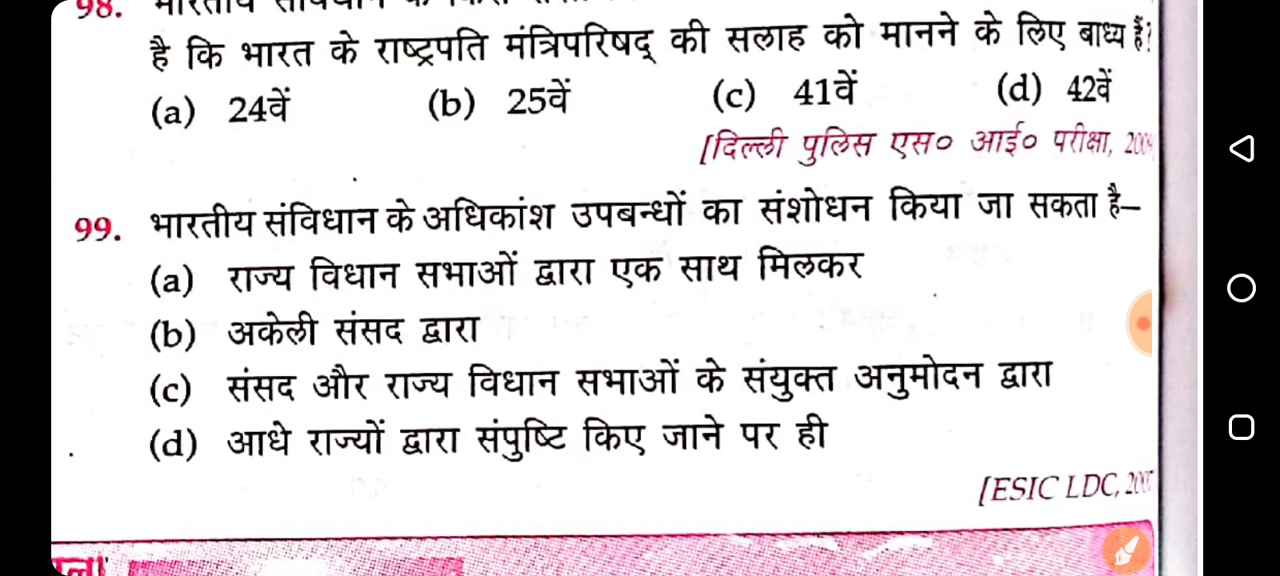 98.
है कि भारत के राष्ट्रपति मंत्रिपरिषद् की सलाह को मानने के लिए बाध्य हैं?
(a) 24वें (b) 25वें (c) 41वें (d) 42वें
[दिल्ली पुलिस एस० आई० परीक्षा,
99. भारतीय संविधान के अधिकांश उपबन्धों का संशोधन किया जा सकता है–
(a) राज्य विधान सभाओं द्वारा एक साथ मिलकर
(b) अकेली संसद द्वारा
(c) संसद और राज्य विधान सभाओं के संयुक्त अनुमोदन द्वारा
(d) आधे राज्यों द्वारा संपुष्टि किए जाने पर ही
[ESIC LDC,